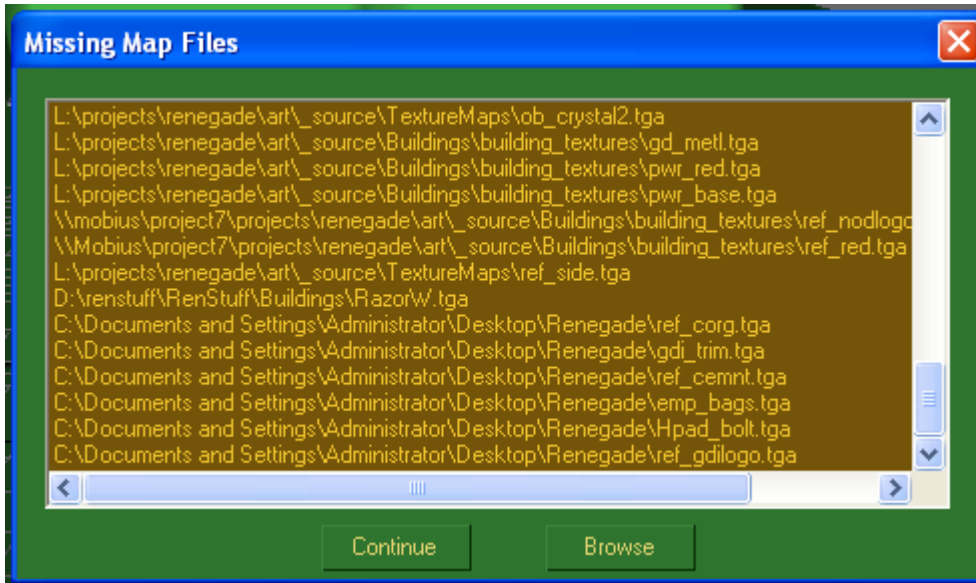 Missing Map Files
L:\projects\renegade\art\_source\TextureMaps\ob_crystal2.tga
L:\projects\renegade\art\_source\Buildings\building_textures\gd_metl.tga
L:\projects\renegade\art\_source\Buildings\building_textures\pwr_red.tga
L:\projects\renegade\art\_source\Buildings\building_textures\pwr_base.tga
\\mobius\project7\projects\renegade\art\_source\Buildings\building_textures\ref_nodlogo
\\Mobius\project7\projects\renegade\art\_source\Buildings\building_textures\ref_red.tga
L:\projects\renegade\art\_source\TextureMaps\ref_side.tga
D:\renstuff\RenStuff\Buildings\RazorW.tga
C:\Documents and Settings\Administrator\Desktop\Renegade\ref_corg.tga
C:\Documents and Settings\Administrator\Desktop\Renegade\gdi_trim.tga
C:\Documents and Settings\Administrator\Desktop\Renegade\ref_cemnt.tga
C:\Documents and Settings\Administrator\Desktop\Renegade\emp_bags.tga
C:\Documents and Settings\Administrator\Desktop\Renegade\Hpad_bolt.tga
C:\Documents and Settings\Administrator\Desktop\Renegade\ref_gdilogo.tga
Continue Browse